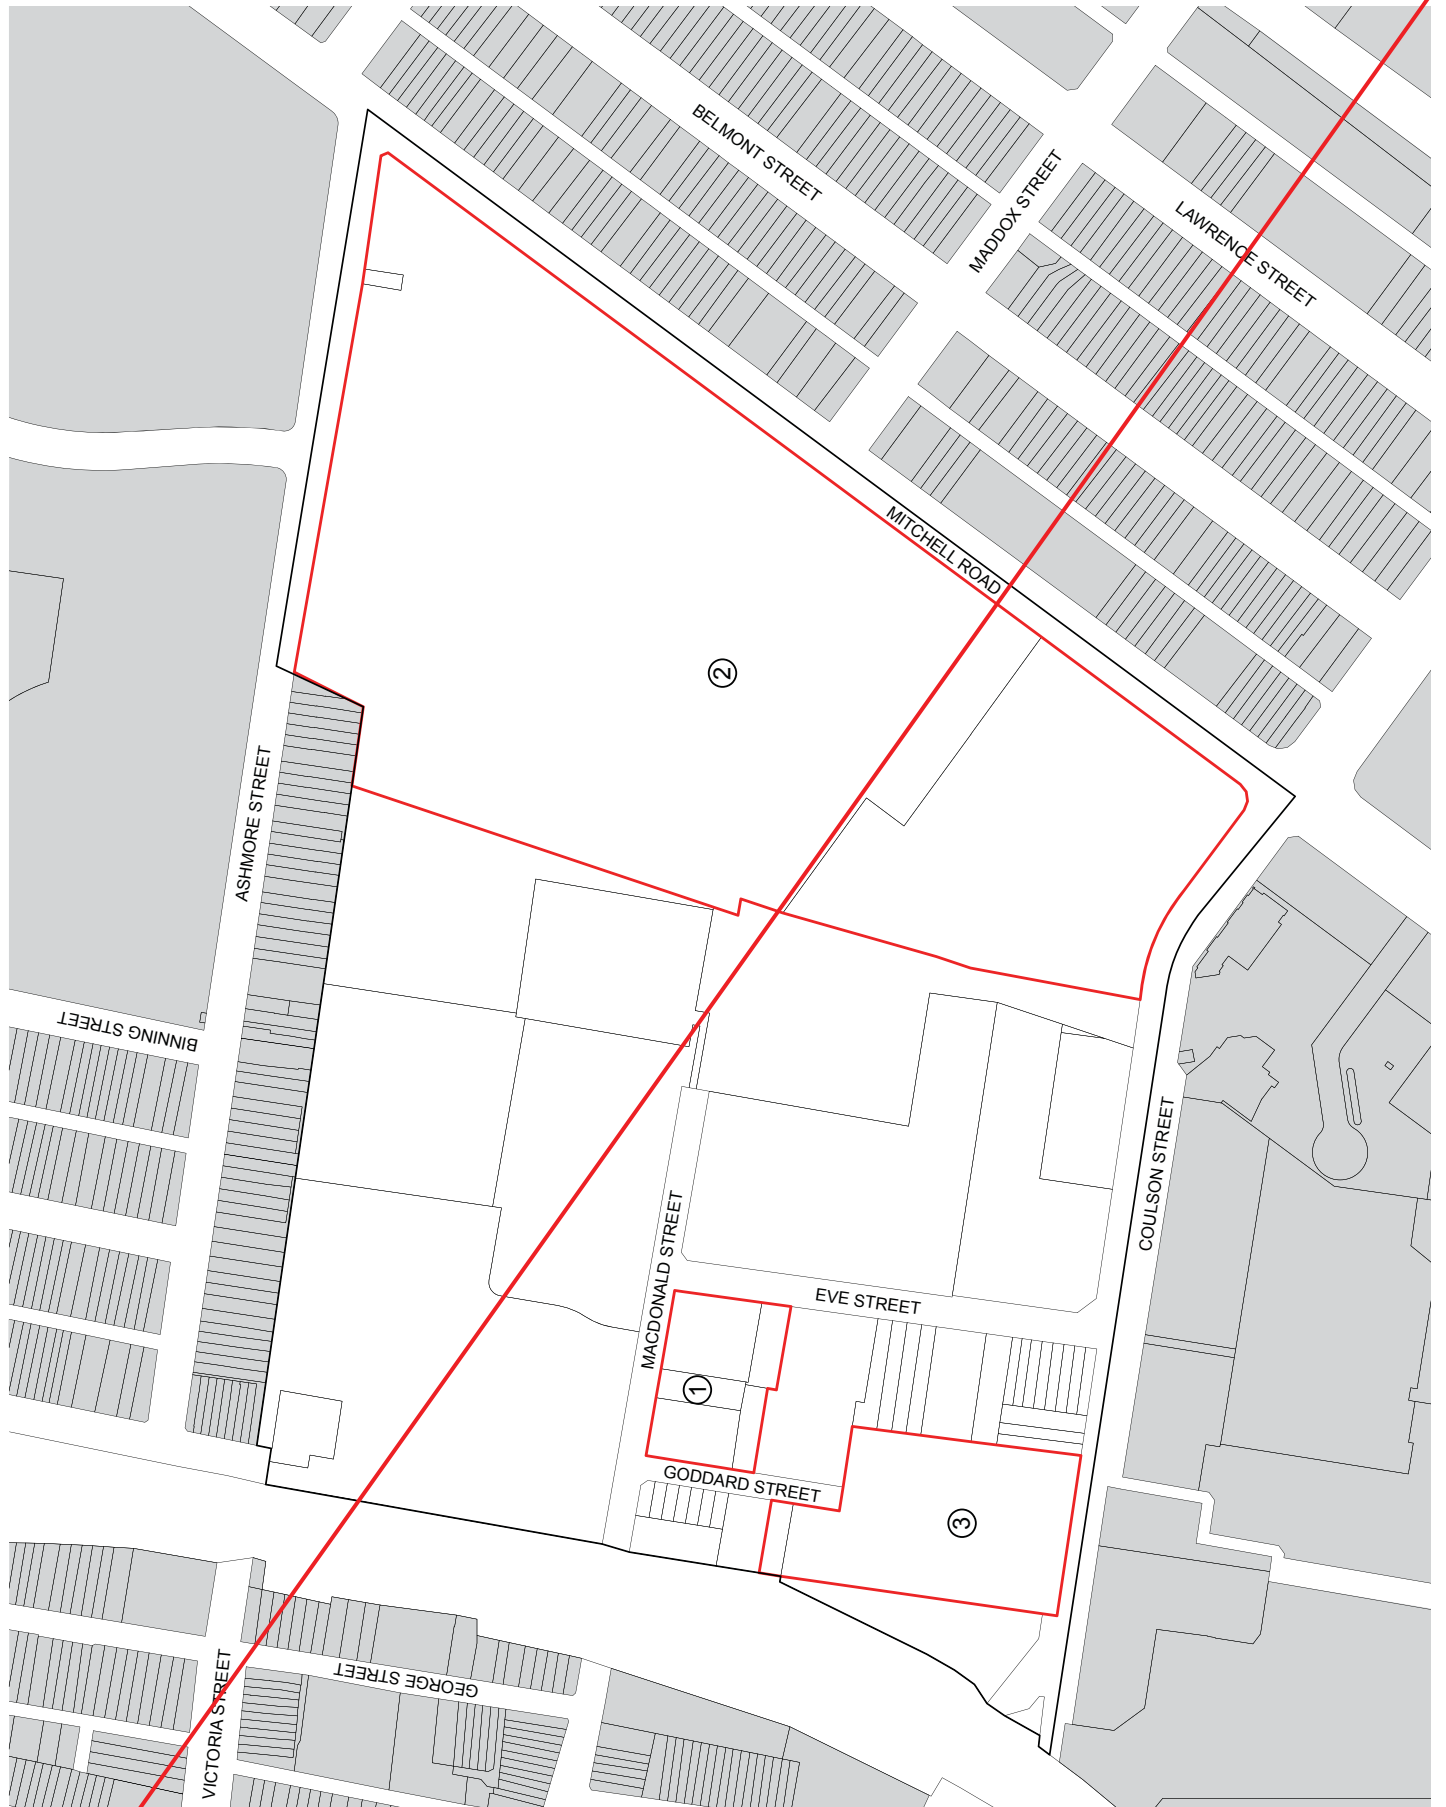 BELMONT STREET
MADDOX STREET
LAWRENCE STREET
MITCHELL ROAD
2
ASHMORE STREET
BINNING STREET
COULSON STREET
MACDONALD STREET
EVE STREET
1
GODDARD STREET
3
GEORGE STREET
VICTORIA STREET